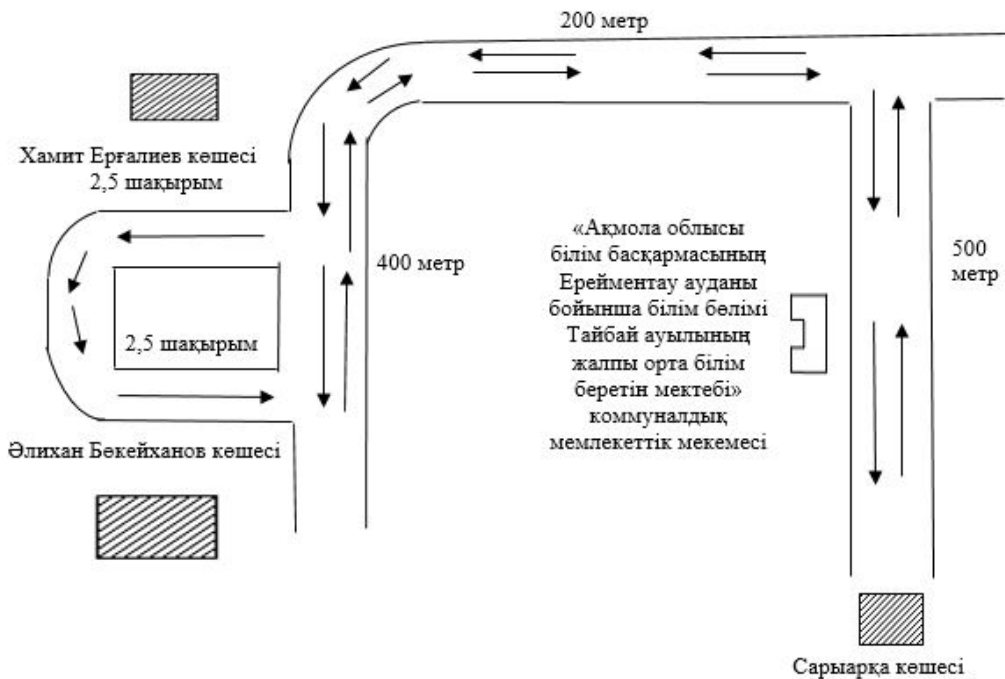 200 метр
Хамит Ерғалиев көшесі
2,5 шақырым
400 метр
«Ақмола облысы
білім басқармасының
Ерейментау ауданы
бойынша білім бөлімі
Тайбай ауылының
жалпы орта білім
беретін мектебі»
коммуналдық
мемлекеттік мекемесі
500
метр
2,5 шақырым
Әлихан Бөкейханов көшесі
Сарыарқа көшесі